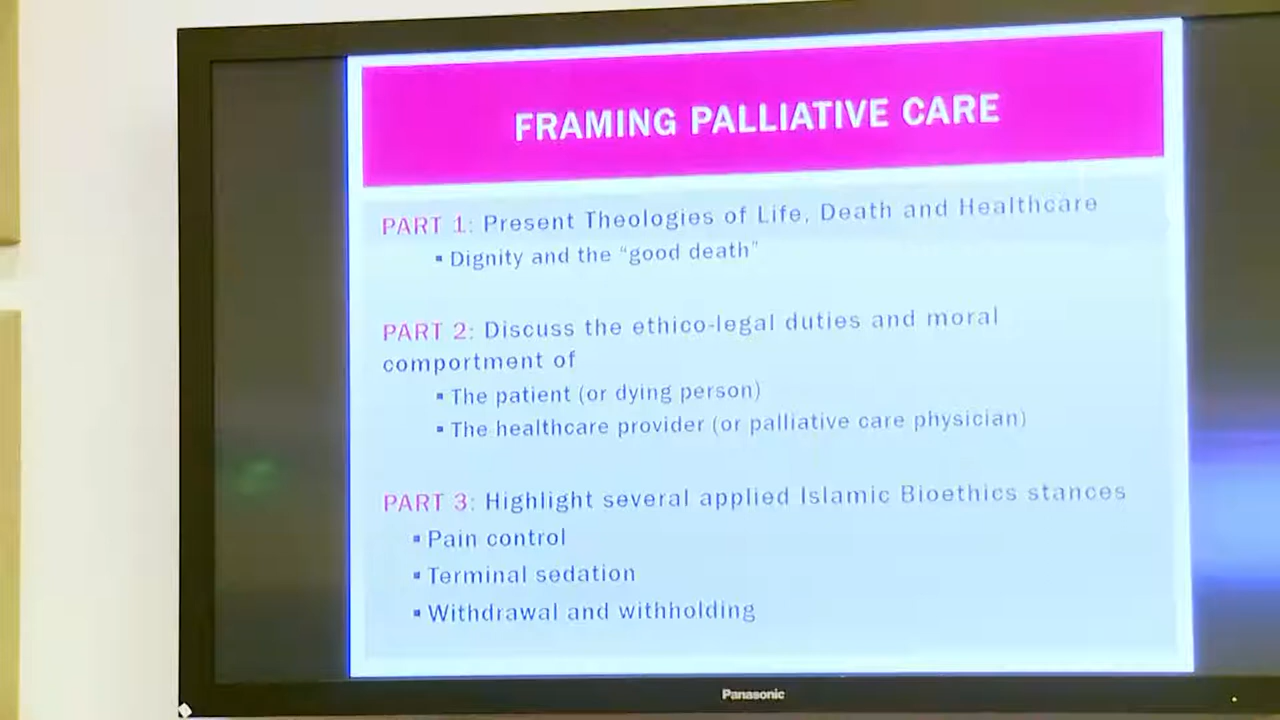 FRAMING PALLIATIVE CARE
PART 1: Present Theologies of Life, Death and Healthcare
▪ Dignity and the “good death”
PART 2: Discuss the ethico-legal duties and moral
comportment of
▪ The patient (or dying person)
▪ The healthcare provider (or palliative care physician)
PART 3: Highlight several applied Islamic Bioethics stances
▪ Pain control
▪ Terminal sedation
▪ Withdrawal and withholding
Panasonic